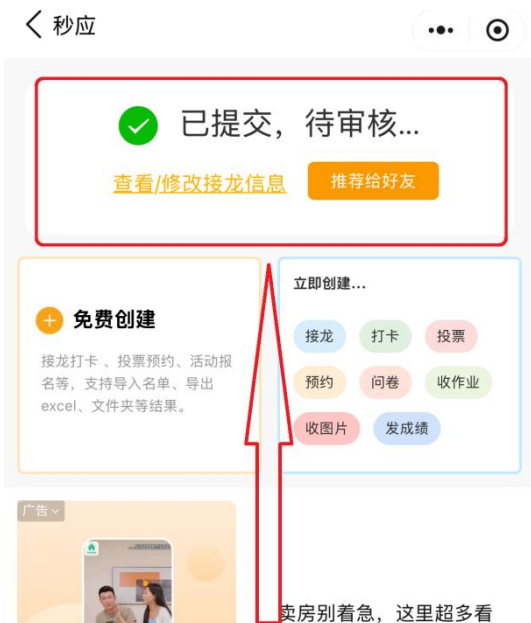 秒应
已提交，待审核...
查看/修改接龙信息
推荐给好友
免费创建
接龙打卡 、投票预约、活动报
名等，支持导入名单、导出
excel、文件夹等结果。
立即创建...
接龙 打卡 投票
预约 问卷 收作业
收图片 发成绩
广告
卖房别着急，这里超多看